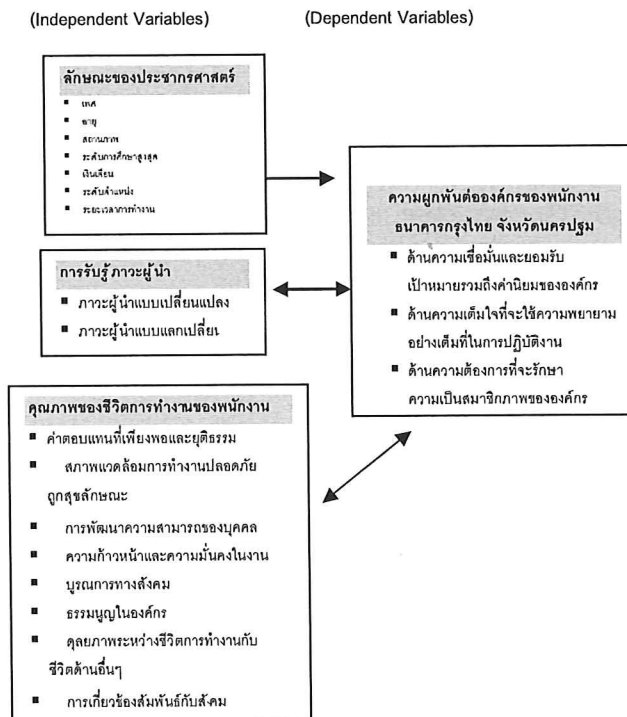 (Independent Variables) (Dependent Variables)
ลักษณะของประชากรศาสตร์
▪ เพศ
▪ อายุ
▪ สถานภาพ
▪ ระดับการศึกษาสูงสุด
▪ เงินเดือน
▪ ระดับตำแหน่ง
▪ ระยะเวลาการทำงาน
การรับรู้ภาวะผู้นำ
▪ ภาวะผู้นำแบบเปลี่ยนแปลง
▪ ภาวะผู้นำแบบแลกเปลี่ยน
คุณภาพของชีวิตการทำงานของพนักงาน
▪ ค่าตอบแทนที่เพียงพอและยุติธรรม
▪ สภาพแวดล้อมการทำงานปลอดภัย
ถูกสุขลักษณะ
▪ การพัฒนาความสามารถของบุคคล
▪ ความก้าวหน้าและความมั่นคงในงาน
▪ บูรณการทางสังคม
▪ ธรรมนูญในองค์กร
▪ ดุลยภาพระหว่างชีวิตการทำงานกับ
ชีวิตด้านอื่นๆ
▪ การเกี่ยวข้องสัมพันธ์กับสังคม
ความผูกพันต่อองค์กรของพนักงาน
ธนาคารกรุงไทย จังหวัดนครปฐม
▪ ด้านความเชื่อมั่นและยอมรับ
เป้าหมายรวมถึงค่านิยมขององค์กร
▪ ด้านความเต็มใจที่จะใช้ความพยายาม
อย่างเต็มที่ในการปฏิบัติงาน
▪ ด้านความต้องการที่จะรักษา
ความเป็นสมาชิกภาพขององค์กร